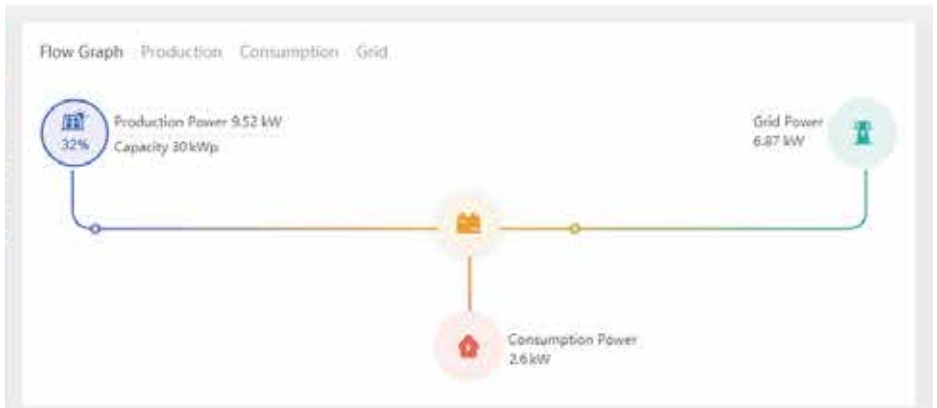 Flow Graph Production Consumption Grid
Production Power 9.52 kW
32%
Capacity 30 kWp
Grid Power
6.87 kW
Consumption Power
2.6 kW